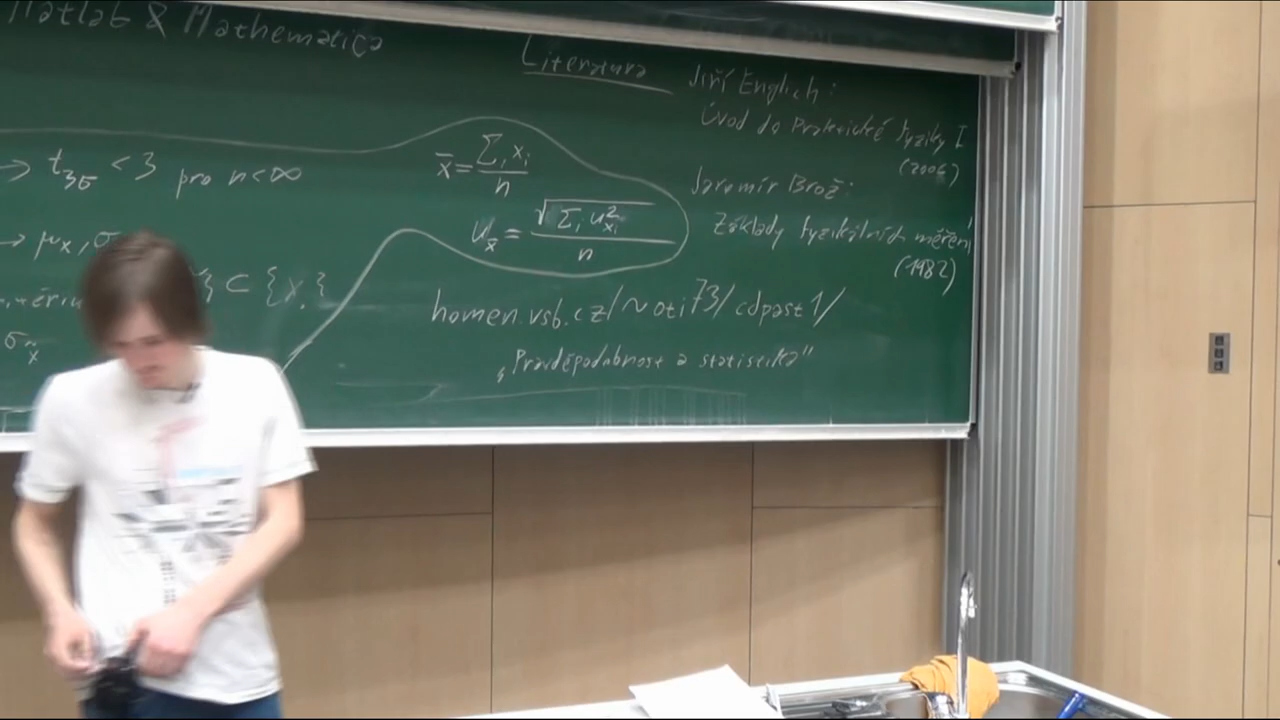 Matlab & Mathematica
Literatura
Jiří Englich:
Úvod do Praktické fyziky I
(2006)
→ t₃σ < 3 pro n < ∞
x̄ = Σᵢ xᵢ / n
Jaromír Brož:
Základy fyzikálních měření
(1982)
→ μₓ, σ
u_x̄ = √(Σᵢ u²_xᵢ) / n
} ⊂ {X.}
homen.vsb.cz/~oti73/cdpast1/
„Pravděpodobnost a statistika"